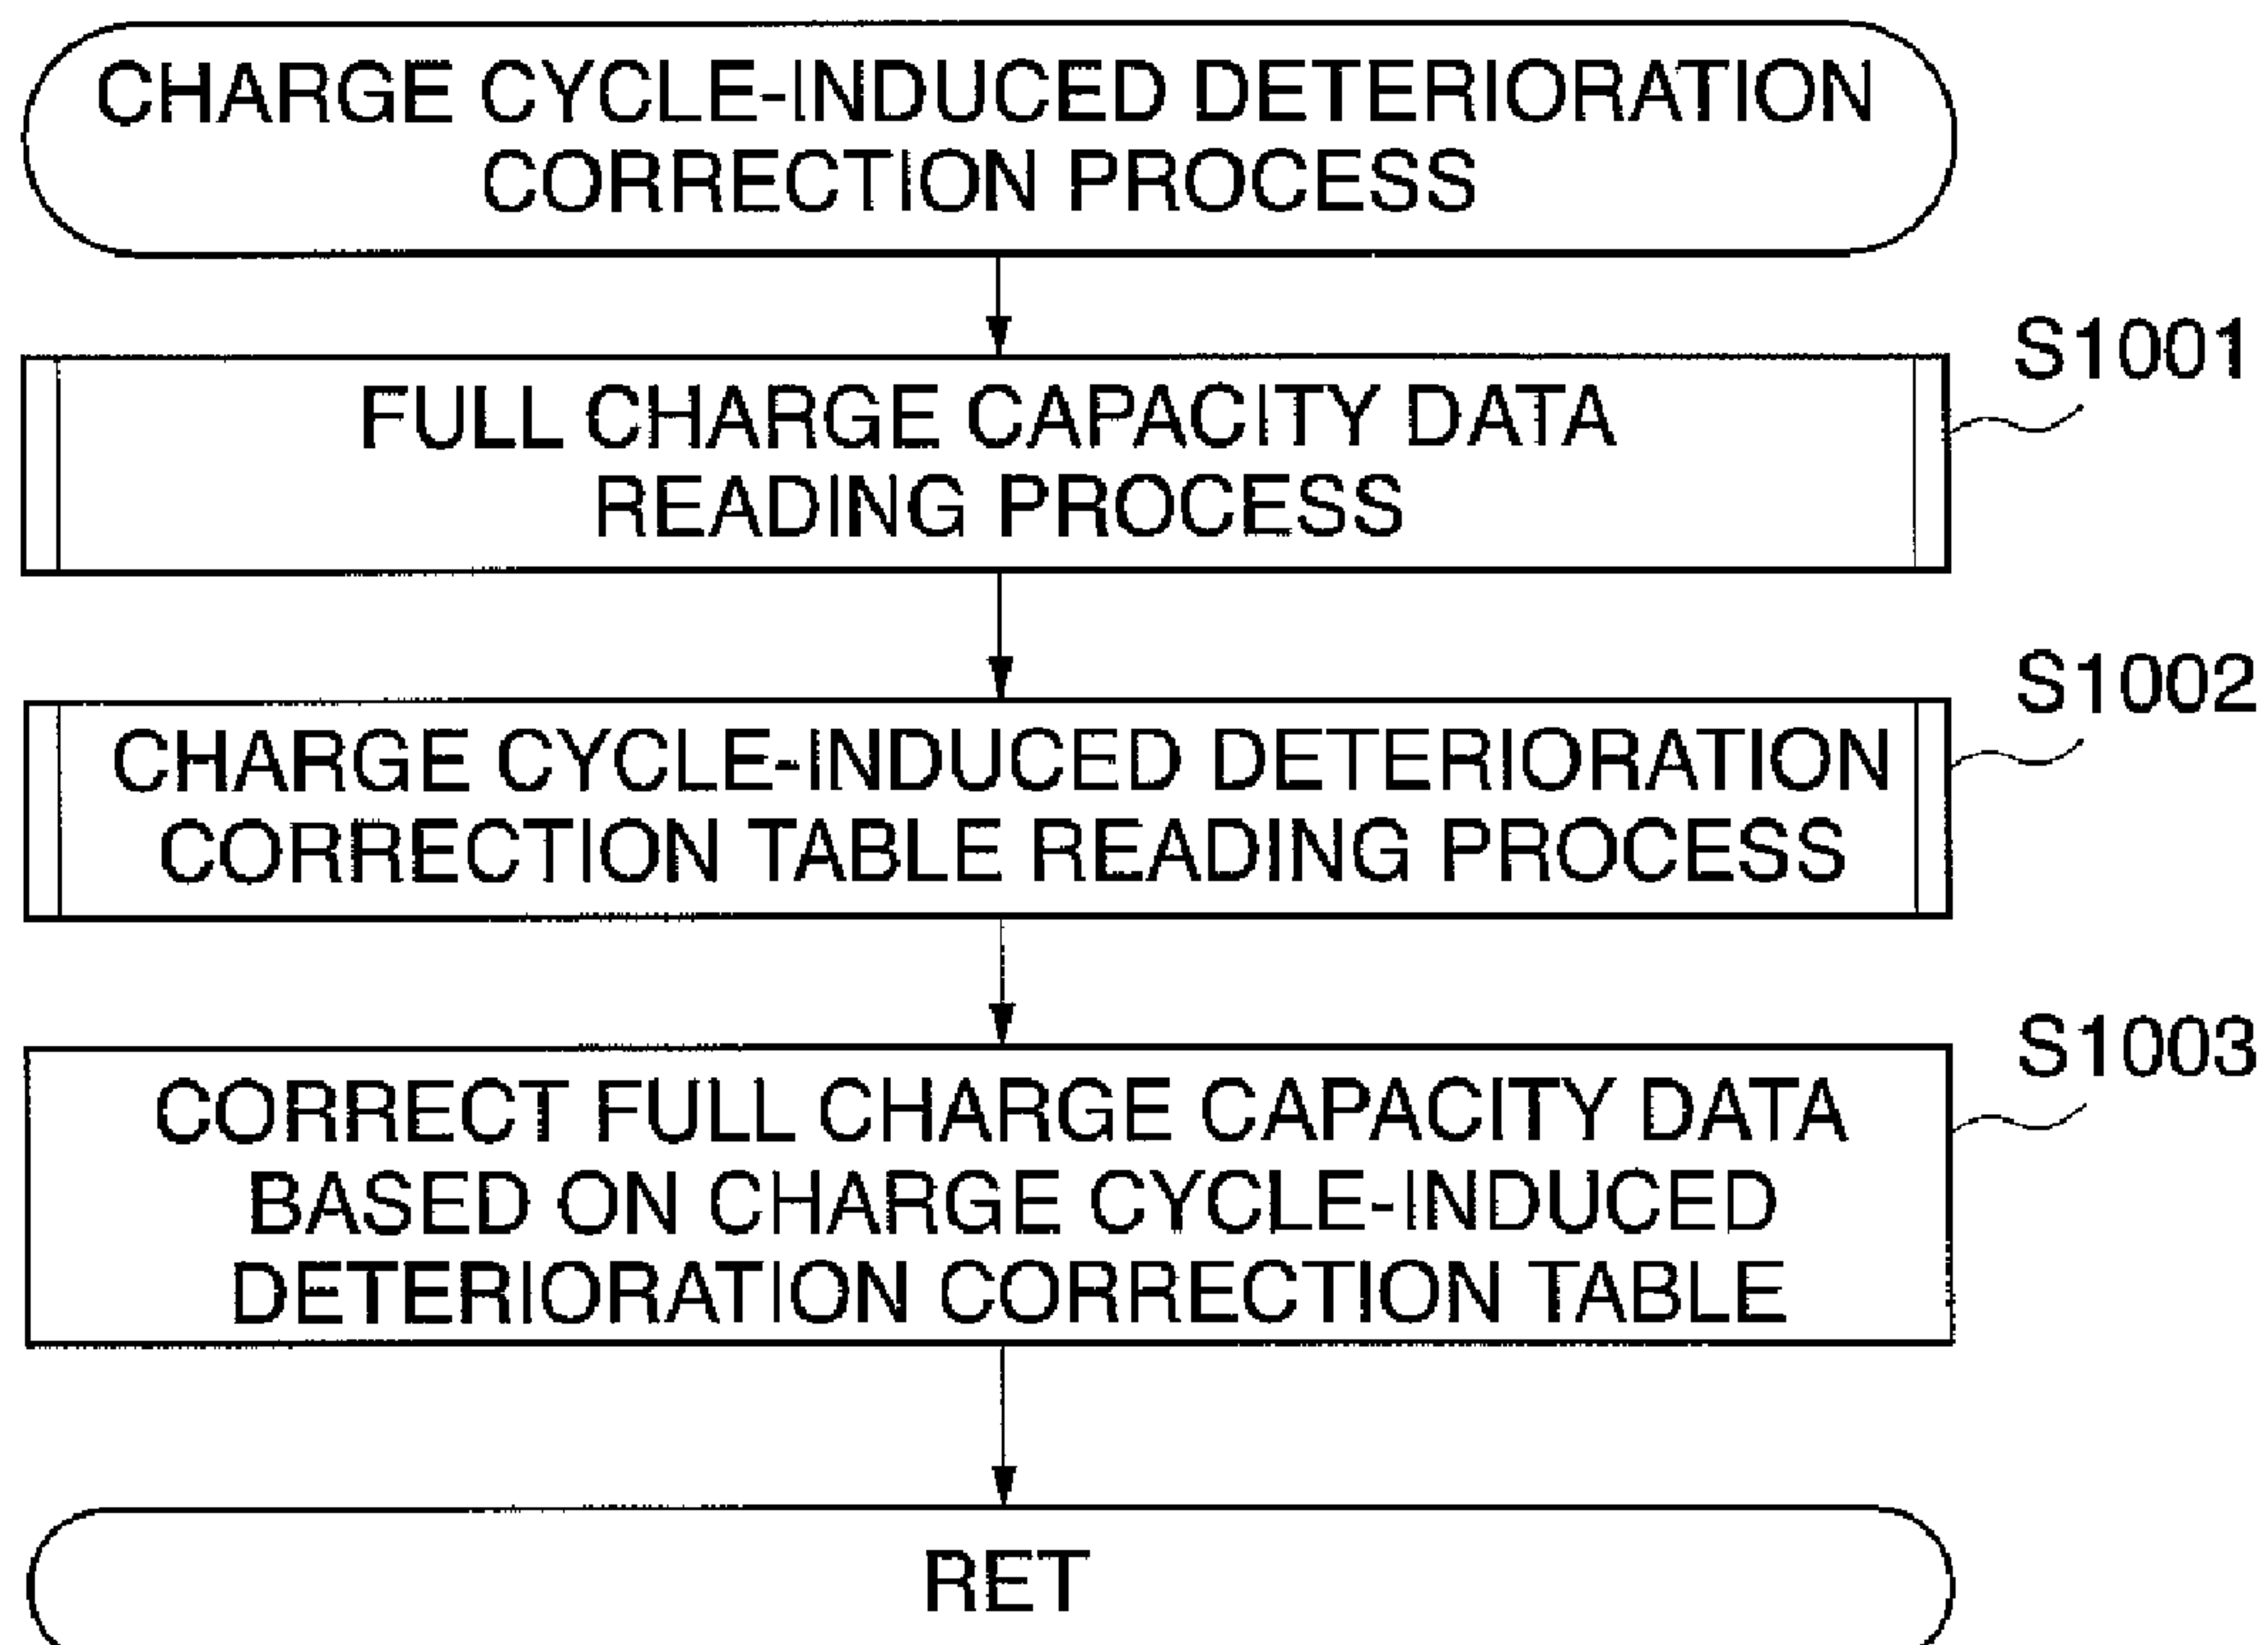 CHARGE CYCLE-INDUCED DETERIORATION
CORRECTION PROCESS
S1001
FULL CHARGE CAPACITY DATA
READING PROCESS
S1002
CHARGE CYCLE-INDUCED DETERIORATION
CORRECTION TABLE READING PROCESS
S1003
CORRECT FULL CHARGE CAPACITY DATA
BASED ON CHARGE CYCLE-INDUCED
DETERIORATION CORRECTION TABLE
RET